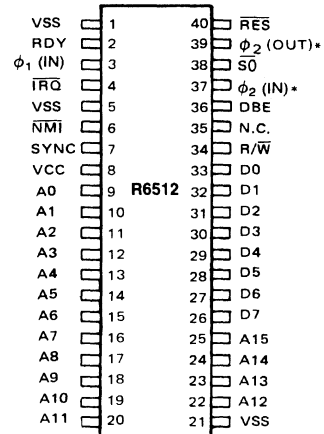 VSS 1 40 RES
RDY 2 39 ϕ2 (OUT)*
ϕ1 (IN) 3 38 S0
IRQ 4 37 ϕ2 (IN)*
VSS 5 36 DBE
NMI 6 35 N.C.
SYNC 7 34 R/W
VCC 8 33 D0
A0 9 R6512 32 D1
A1 10 31 D2
A2 11 30 D3
A3 12 29 D4
A4 13 28 D5
A5 14 27 D6
A6 15 26 D7
A7 16 25 A15
A8 17 24 A14
A9 18 23 A13
A10 19 22 A12
A11 20 21 VSS